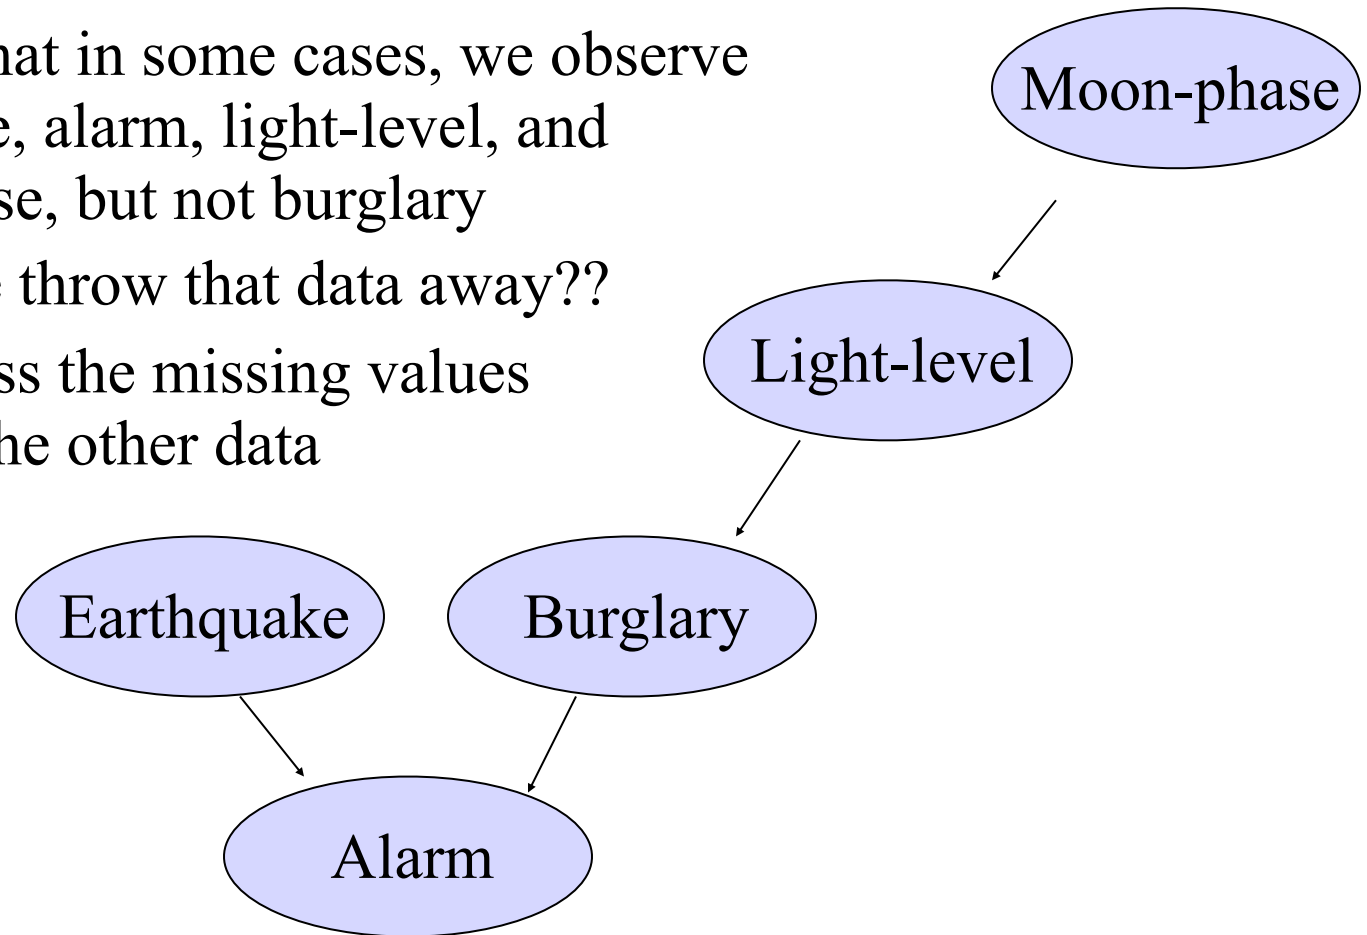 hat in some cases, we observe
e, alarm, light-level, and
se, but not burglary
throw that data away??
ss the missing values
he other data
Moon-phase
Light-level
Earthquake
Burglary
Alarm